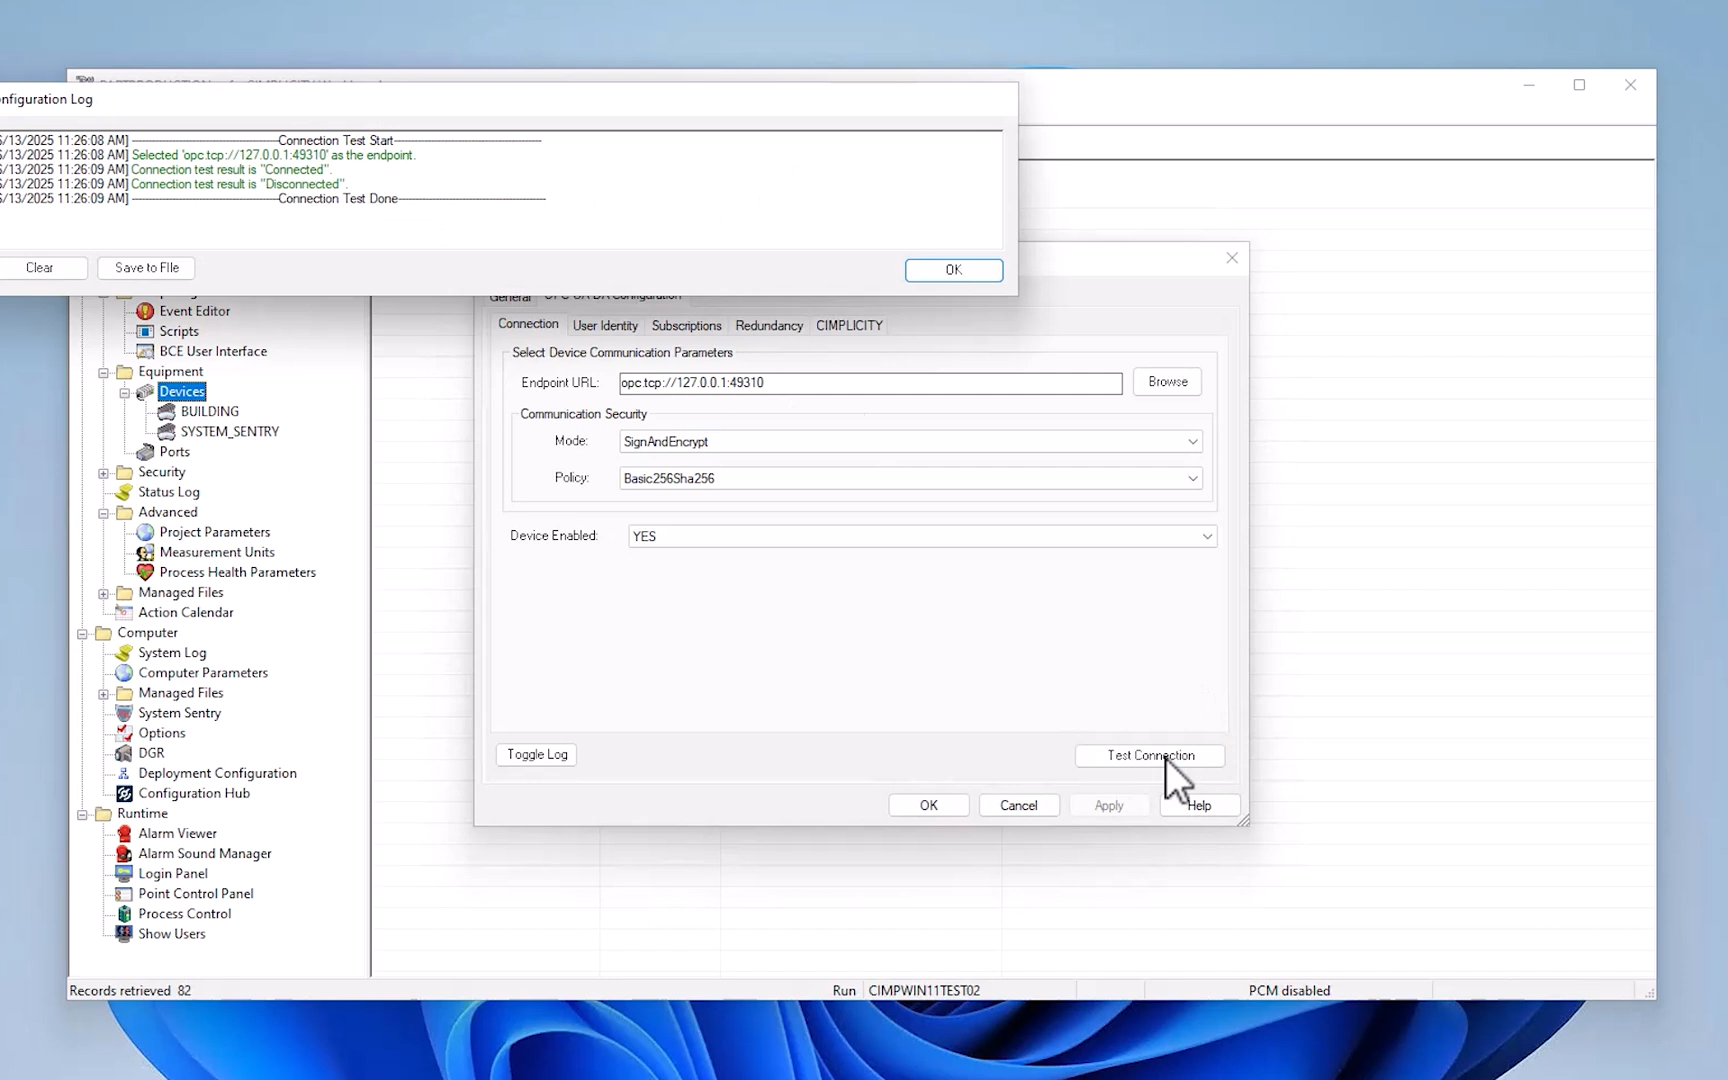 nfiguration Log
/13/2025 11:26:08 AM] Connection Test Start
/13/2025 11:26:08 AM] Selected 'opc.tcp://127.0.0.1:49310' as the endpoint.
/13/2025 11:26:09 AM] Connection test result is "Connected".
/13/2025 11:26:09 AM] Connection test result is "Disconnected".
/13/2025 11:26:09 AM] Connection Test Done
Clear
Save to FIle
OK
General
OPC UA DA Configuration
Connection
User Identity
Subscriptions
Redundancy
CIMPLICITY
Select Device Communication Parameters
Endpoint URL:
opc.tcp://127.0.0.1:49310
Browse
Communication Security
Mode:
SignAndEncrypt
Policy:
Basic256Sha256
Device Enabled:
YES
Toggle Log
Test Connection
OK
Cancel
Apply
Help
Event Editor
Scripts
BCE User Interface
Equipment
Devices
BUILDING
SYSTEM_SENTRY
Ports
Security
Status Log
Advanced
Project Parameters
Measurement Units
Process Health Parameters
Managed Files
Action Calendar
Computer
System Log
Computer Parameters
Managed Files
System Sentry
Options
DGR
Deployment Configuration
Configuration Hub
Runtime
Alarm Viewer
Alarm Sound Manager
Login Panel
Point Control Panel
Process Control
Show Users
Records retrieved 82
Run
CIMPWIN11TEST02
PCM disabled